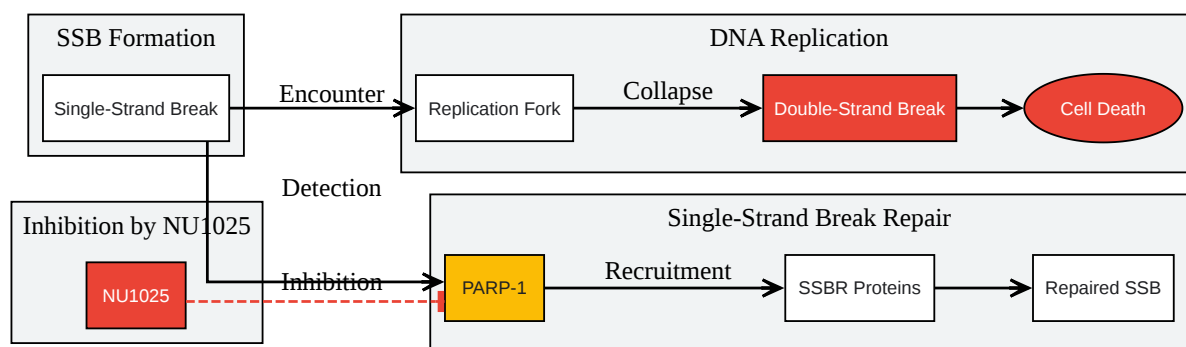 SSB Formation
DNA Replication
Single-Strand Break
Encounter
Replication Fork
Collapse
Double-Strand Break
Cell Death
Detection
Inhibition by NU1025
Single-Strand Break Repair
NU1025
Inhibition
PARP-1
Recruitment
SSBR Proteins
Repaired SSB